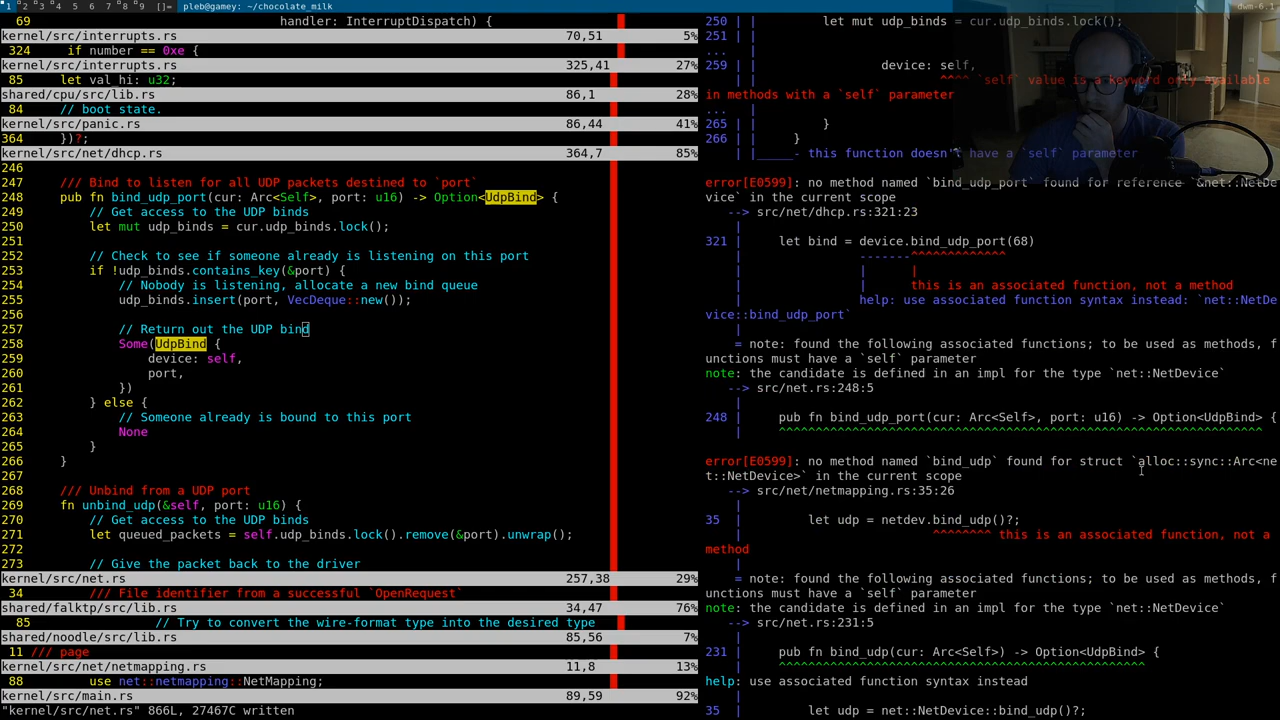 1 2 3 4 5 6 7 8 9 []= pleb@gamey: ~/chocolate_milk
dwm-6.1
69                             handler: InterruptDispatch) {
kernel/src/interrupts.rs 70,51 5%
324     if number == 0xe {
kernel/src/interrupts.rs 325,41 27%
85    let val_hi: u32;
shared/cpu/src/lib.rs 86,1 28%
84        // boot state.
kernel/src/panic.rs 86,44 41%
364    })?;
kernel/src/net/dhcp.rs 364,7 85%
246
247     /// Bind to listen for all UDP packets destined to `port`
248     pub fn bind_udp_port(cur: Arc<Self>, port: u16) -> Option<UdpBind> {
249         // Get access to the UDP binds
250         let mut udp_binds = cur.udp_binds.lock();
251
252         // Check to see if someone already is listening on this port
253         if !udp_binds.contains_key(&port) {
254             // Nobody is listening, allocate a new bind queue
255             udp_binds.insert(port, VecDeque::new());
256
257             // Return out the UDP bind
258             Some(UdpBind {
259                 device: self,
260                 port,
261             })
262         } else {
263             // Someone already is bound to this port
264             None
265         }
266     }
267
268     /// Unbind from a UDP port
269     fn unbind_udp(&self, port: u16) {
270         // Get access to the UDP binds
271         let queued_packets = self.udp_binds.lock().remove(&port).unwrap();
272
273         // Give the packet back to the driver
kernel/src/net.rs 257,38 29%
34         /// File identifier from a successful `OpenRequest`
shared/falktp/src/lib.rs 34,47 76%
85                 // Try to convert the wire-format type into the desired type
shared/noodle/src/lib.rs 85,56 7%
11 /// page
kernel/src/net/netmapping.rs 11,8 13%
88        use net::netmapping::NetMapping;
kernel/src/main.rs 89,59 92%
"kernel/src/net.rs" 866L, 27467C written
250 | |         let mut udp_binds = cur.udp_binds.lock();
251 | |
...   |
259 | |                 device: self,
^^^^ `self` value is a keyword only available
in methods with a `self` parameter
...   |
265 | |         }
266 | |     }
| |_____- this function doesn't have a `self` parameter
error[E0599]: no method named `bind_udp_port` found for reference `&net::NetDe
vice` in the current scope
--> src/net/dhcp.rs:321:23
|
321 |     let bind = device.bind_udp_port(68)
|                -------^^^^^^^^^^^^^
|                |      |
|                |      this is an associated function, not a method
|                help: use associated function syntax instead: `net::NetDe
vice::bind_udp_port`
|
= note: found the following associated functions; to be used as methods, f
unctions must have a `self` parameter
note: the candidate is defined in an impl for the type `net::NetDevice`
--> src/net.rs:248:5
|
248 |     pub fn bind_udp_port(cur: Arc<Self>, port: u16) -> Option<UdpBind> {
|     ^^^^^^^^^^^^^^^^^^^^^^^^^^^^^^^^^^^^^^^^^^^^^^^^^^^^^^^^^^^^^^^^^^
error[E0599]: no method named `bind_udp` found for struct `alloc::sync::Arc<ne
t::NetDevice>` in the current scope
--> src/net/netmapping.rs:35:26
|
35  |         let udp = netdev.bind_udp()?;
|                          ^^^^^^^^ this is an associated function, not a
method
|
= note: found the following associated functions; to be used as methods, f
unctions must have a `self` parameter
note: the candidate is defined in an impl for the type `net::NetDevice`
--> src/net.rs:231:5
|
231 |     pub fn bind_udp(cur: Arc<Self>) -> Option<UdpBind> {
|     ^^^^^^^^^^^^^^^^^^^^^^^^^^^^^^^^^^^^^^^^^^^^^^^^^^
help: use associated function syntax instead
|
35  |         let udp = net::NetDevice::bind_udp()?;